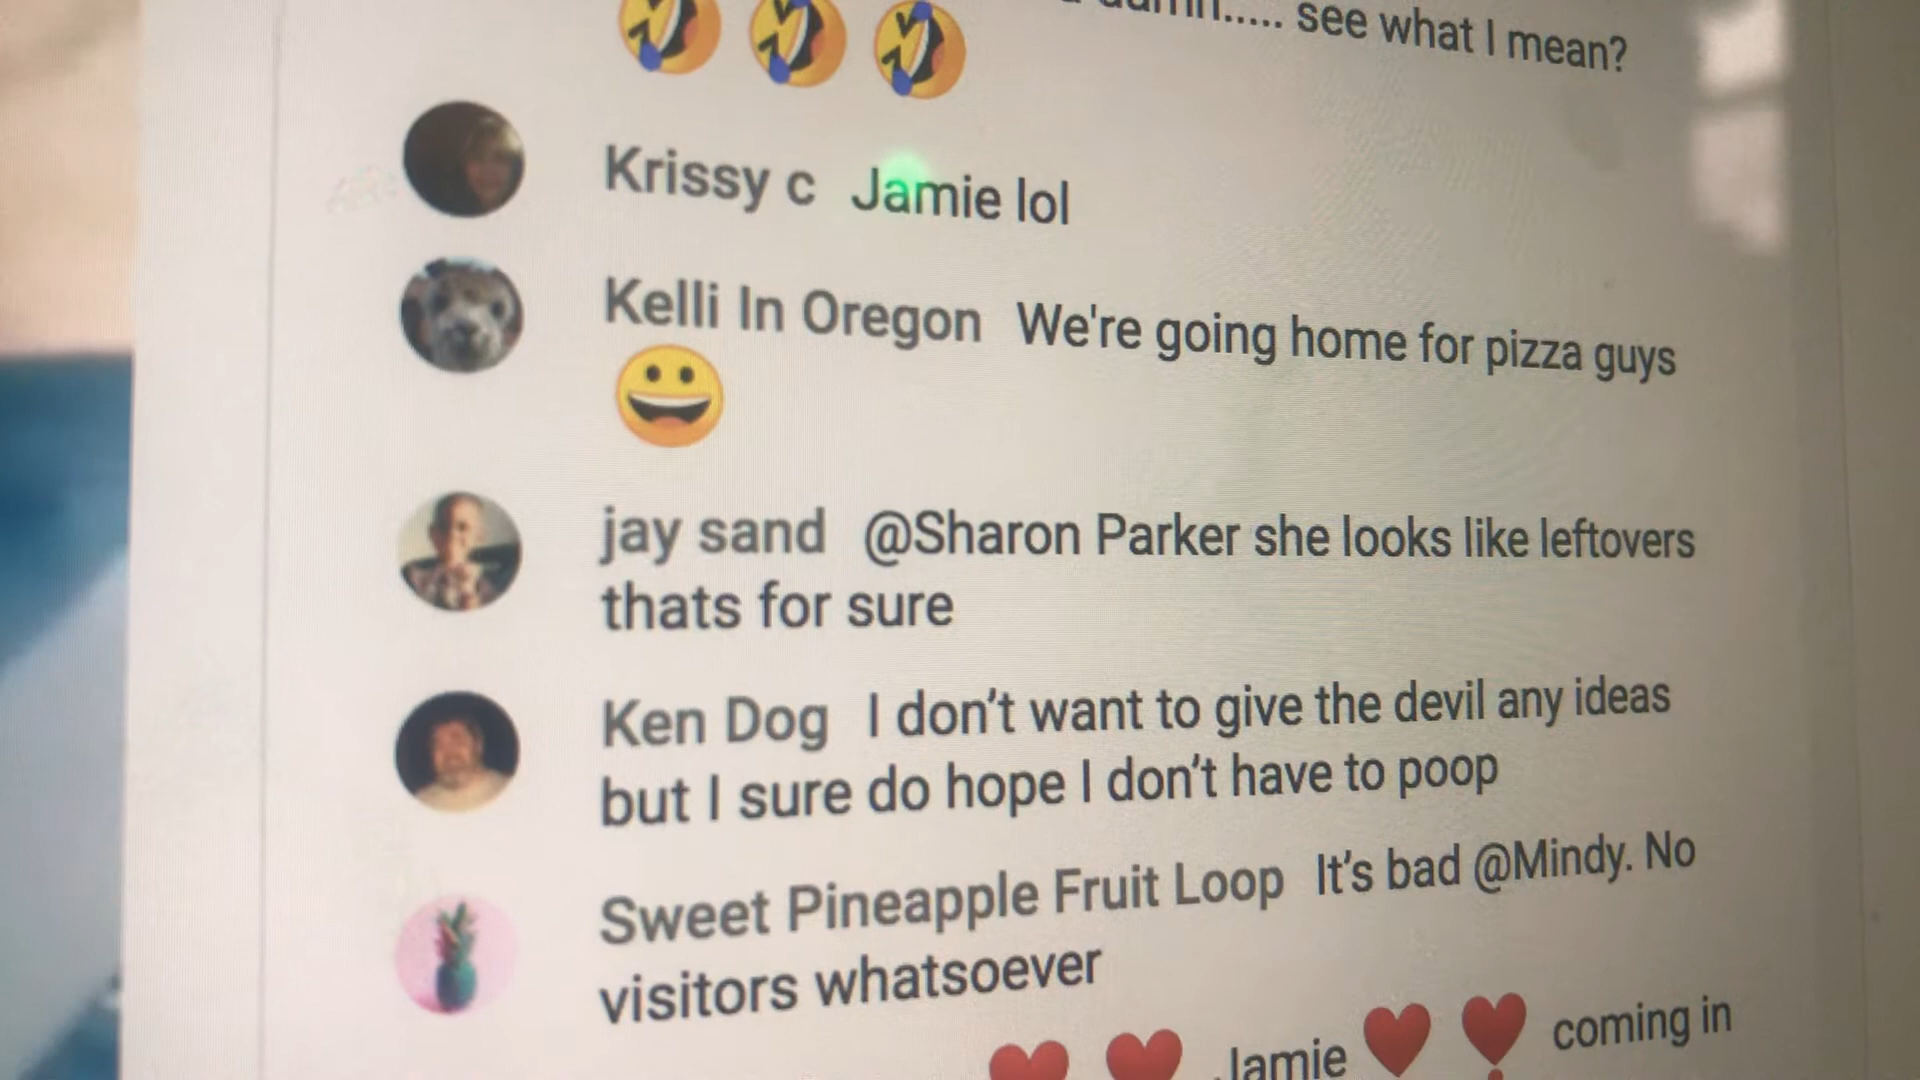 ..... see what I mean?
🤣 🤣 🤣
Krissy c Jamie lol
Kelli In Oregon We're going home for pizza guys
😀
jay sand @Sharon Parker she looks like leftovers
thats for sure
Ken Dog I don't want to give the devil any ideas
but I sure do hope I don't have to poop
Sweet Pineapple Fruit Loop It's bad @Mindy. No
visitors whatsoever
❤️ ❤️ Jamie ❤️ ❣️ coming in